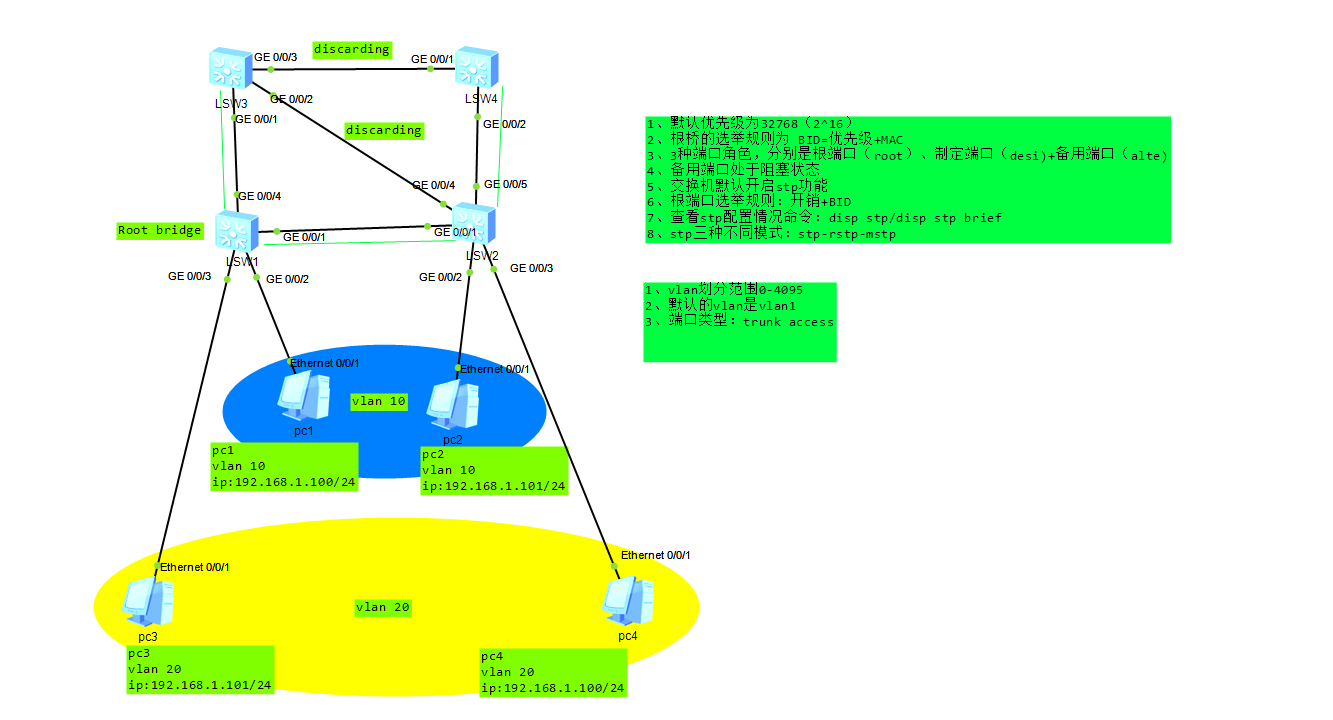 discarding
GE 0/0/3
GE 0/0/1
LSW3
LSW4
GE 0/0/2
GE 0/0/1
GE 0/0/2
discarding
GE 0/0/4
GE 0/0/5
GE 0/0/4
Root bridge
GE 0/0/1
GE 0/0/1
LSW1
LSW2
GE 0/0/3
GE 0/0/2
GE 0/0/2
GE 0/0/3
1、默认优先级为32768（2^16）
2、根桥的选举规则为 BID=优先级+MAC
3、3种端口角色，分别是根端口（root）、制定端口（desi)+备用端口（alte)
4、备用端口处于阻塞状态
5、交换机默认开启stp功能
6、根端口选举规则：开销+BID
7、查看stp配置情况命令：disp stp/disp stp brief
8、stp三种不同模式：stp-rstp-mstp
1、vlan划分范围0-4095
2、默认的vlan是vlan1
3、端口类型：trunk access
Ethernet 0/0/1
Ethernet 0/0/1
vlan 10
pc1
pc2
pc1
vlan 10
ip:192.168.1.100/24
pc2
vlan 10
ip:192.168.1.101/24
Ethernet 0/0/1
Ethernet 0/0/1
vlan 20
pc3
pc4
pc3
vlan 20
ip:192.168.1.101/24
pc4
vlan 20
ip:192.168.1.100/24